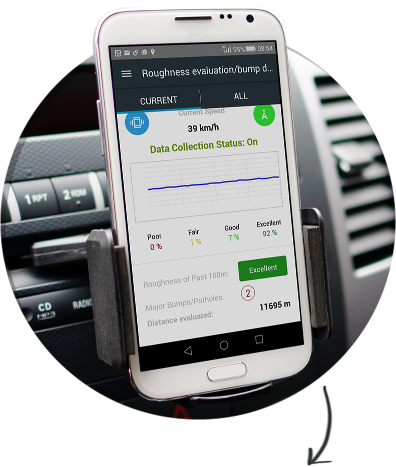 95% 08:54
Roughness evaluation/bump d...
CURRENT ALL
Current Speed
39 km/h
Data Collection Status: On
Poor Fair Good Excellent
0 % 1 % 7 % 92 %
Roughness of Past 100m: Excellent
Major Bumps/Potholes: 2
Distance evaluated: 11695 m
1 RPT 2 RDM
CD RADIO
MP3